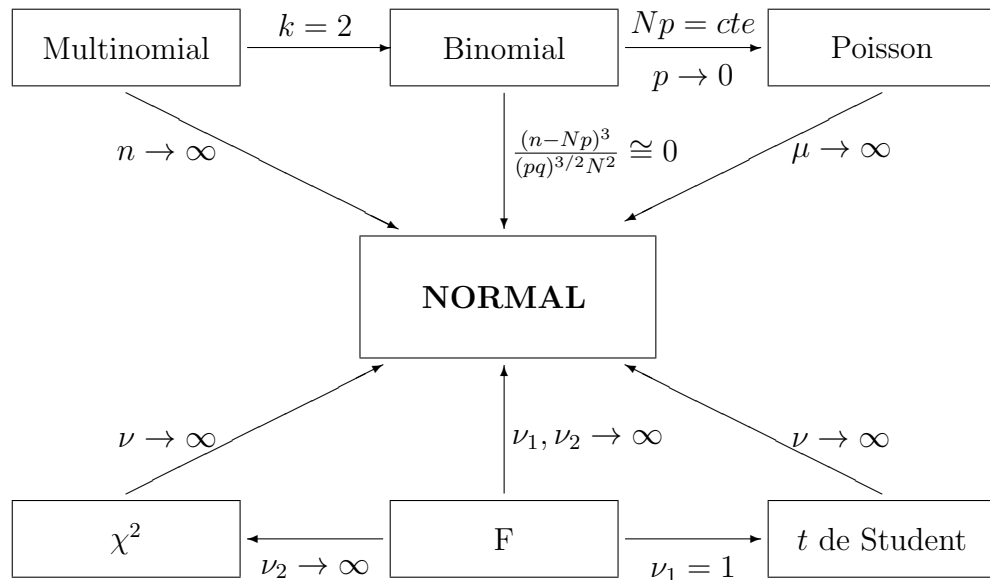 k = 2
Np = cte
Multinomial
Binomial
Poisson
p → 0
n → ∞
(n−Np)³ / (pq)^{3/2} N² ≅ 0
μ → ∞
NORMAL
ν → ∞
ν₁, ν₂ → ∞
ν → ∞
χ²
F
t de Student
ν₂ → ∞
ν₁ = 1